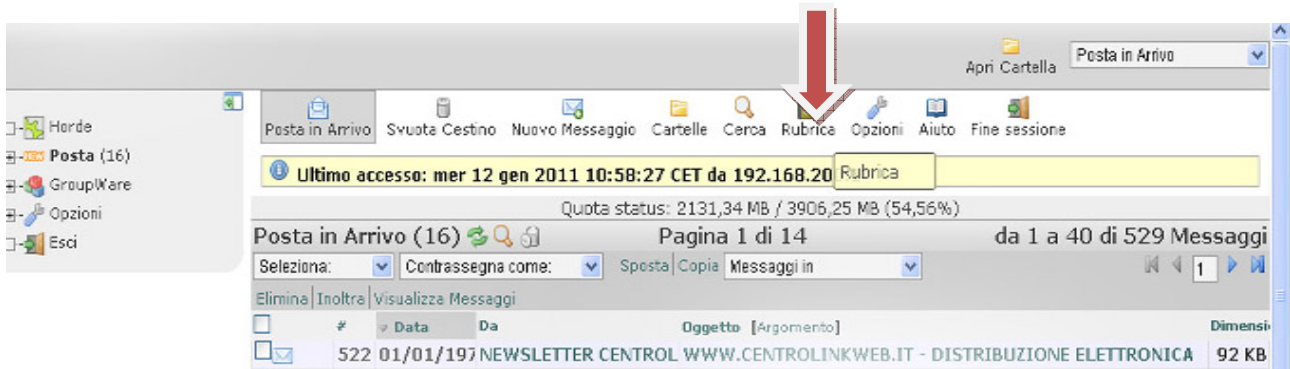 Apri Cartella Posta in Arrivo
Posta in Arrivo Svuota Cestino Nuovo Messaggio Cartelle Cerca Rubrica Opzioni Aiuto Fine sessione
Horde
Posta (16)
GroupWare
Opzioni
Esci
Ultimo accesso: mer 12 gen 2011 10:58:27 CET da 192.168.20
Rubrica
Quota status: 2131,34 MB / 3906,25 MB (54,56%)
Posta in Arrivo (16) Pagina 1 di 14 da 1 a 40 di 529 Messaggi
Seleziona: Contrassegna come: Sposta Copia Messaggi in 1
Elimina Inoltra Visualizza Messaggi
# Data Da Oggetto [Argomento] Dimensi
522 01/01/197 NEWSLETTER CENTROL WWW.CENTROLINKWEB.IT - DISTRIBUZIONE ELETTRONICA 92 KB